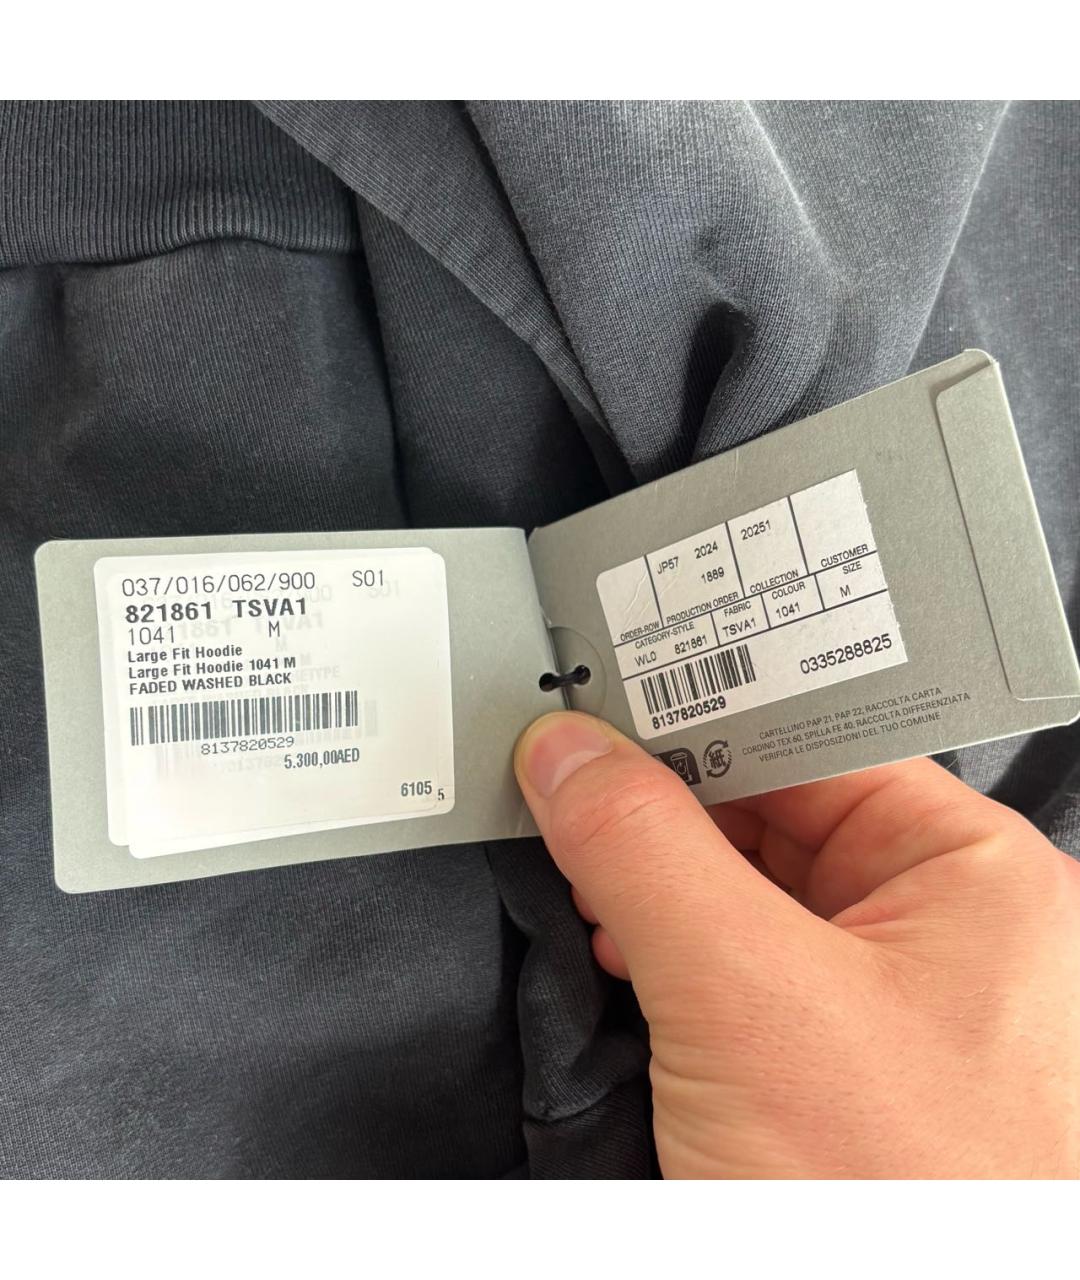 037/016/062/900 S01
821861 TSVA1
1041 M
Large Fit Hoodie
Large Fit Hoodie 1041 M
FADED WASHED BLACK
8137820529
5.300,00AED
6105 5
JP57 2024 20251
1889
ORDER-ROW PRODUCTION ORDER COLLECTION CUSTOMER
CATEGORY-STYLE FABRIC COLOUR SIZE
WL0 821861 TSVA1 1041 M
8137820529 0335288825
CARTELLINO PAP 21, PAP 22, RACCOLTA CARTA
CORDINO TEX 60, SPILLA FE 40, RACCOLTA DIFFERENZIATA
VERIFICA LE DISPOSIZIONI DEL TUO COMUNE